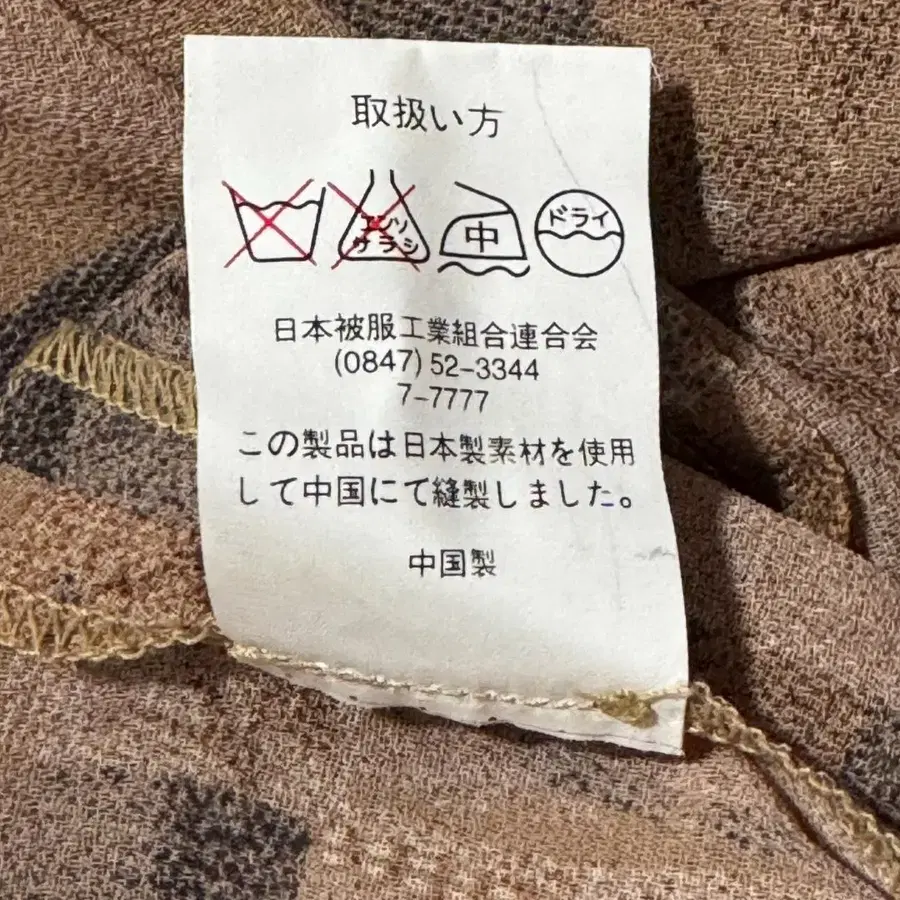 取扱い方
エンソ
サラシ
中
ドライ
日本被服工業組合連合会
(0847) 52-3344
7-7777
この製品は日本製素材を使用
して中国にて縫製しました。
中国製